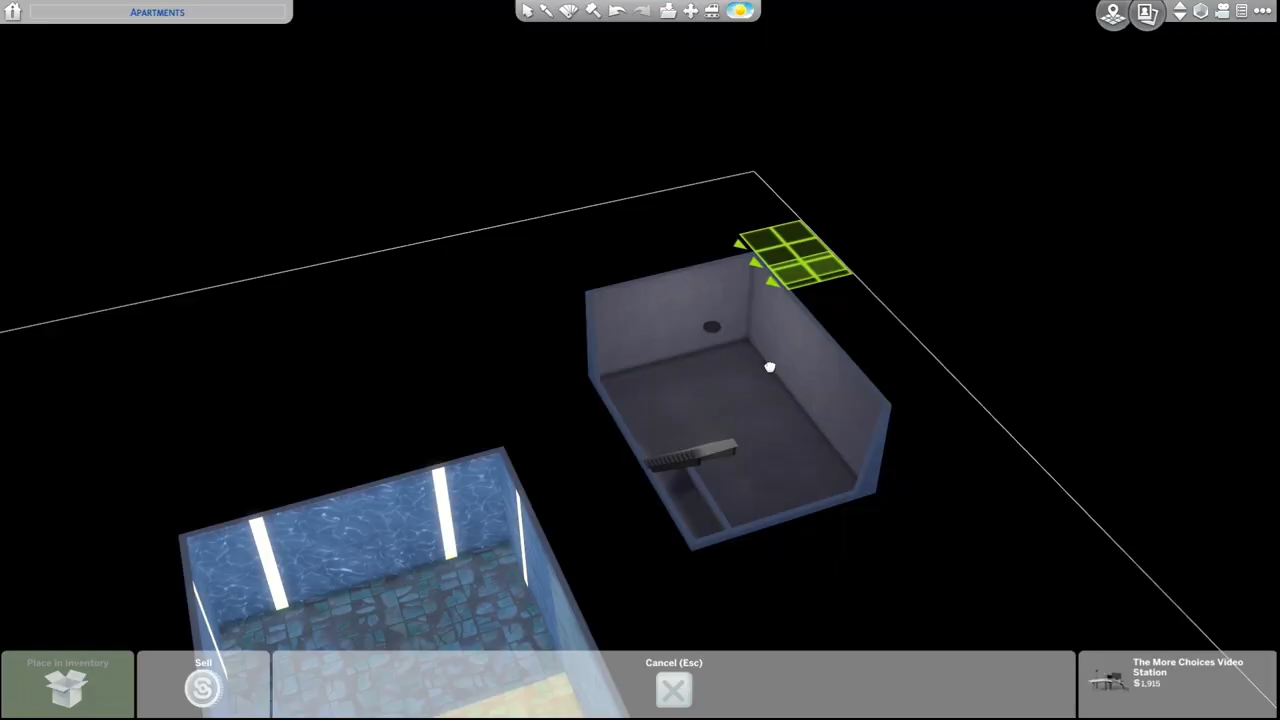 APARTMENTS
Place in Inventory
Sell
Cancel (Esc)
The More Choices Video
Station
§1,915